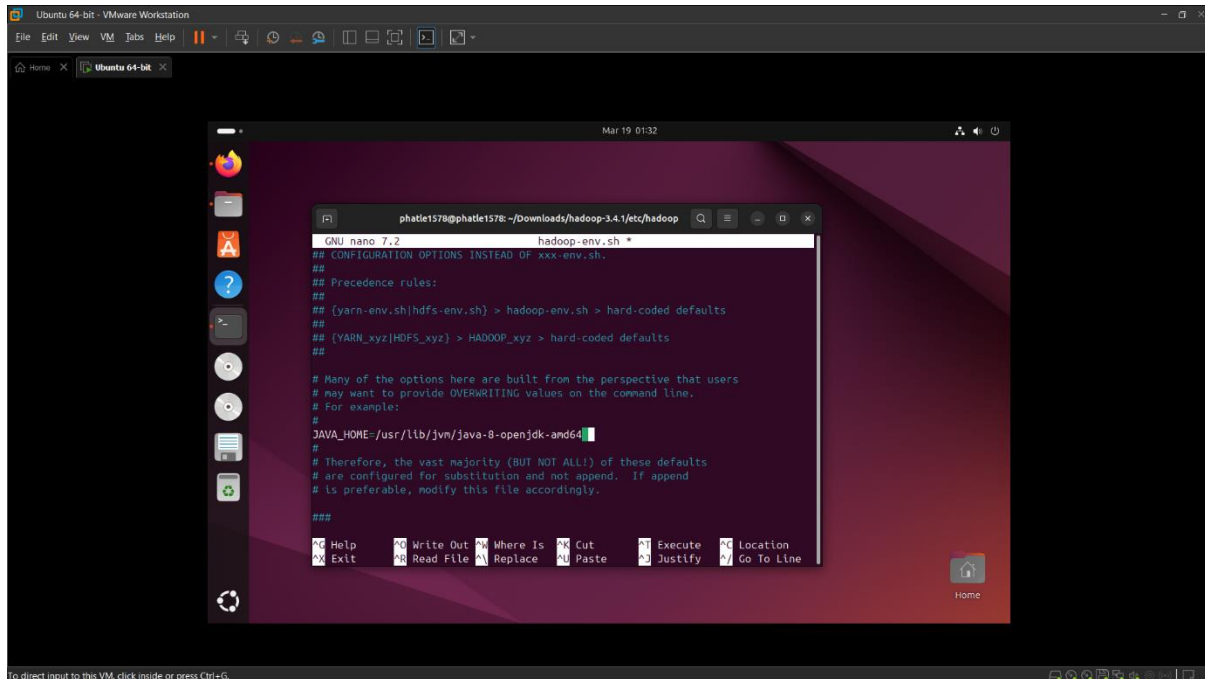 Ubuntu 64-bit - VMware Workstation
File Edit View VM Tabs Help
Home Ubuntu 64-bit
Mar 19 01:32
phatle1578@phatle1578: ~/Downloads/hadoop-3.4.1/etc/hadoop
GNU nano 7.2 hadoop-env.sh *
## CONFIGURATION OPTIONS INSTEAD OF xxx-env.sh.
##
## Precedence rules:
##
## {yarn-env.sh|hdfs-env.sh} > hadoop-env.sh > hard-coded defaults
##
## {YARN_xyz|HDFS_xyz} > HADOOP_xyz > hard-coded defaults
##
# Many of the options here are built from the perspective that users
# may want to provide OVERWRITING values on the command line.
# For example:
#
JAVA_HOME=/usr/lib/jvm/java-8-openjdk-amd64
#
# Therefore, the vast majority (BUT NOT ALL!) of these defaults
# are configured for substitution and not append. If append
# is preferable, modify this file accordingly.
###
^G Help ^O Write Out ^W Where Is ^K Cut ^T Execute ^C Location
^X Exit ^R Read File ^\ Replace ^U Paste ^J Justify ^/ Go To Line
Home
To direct input to this VM, click inside or press Ctrl+G.